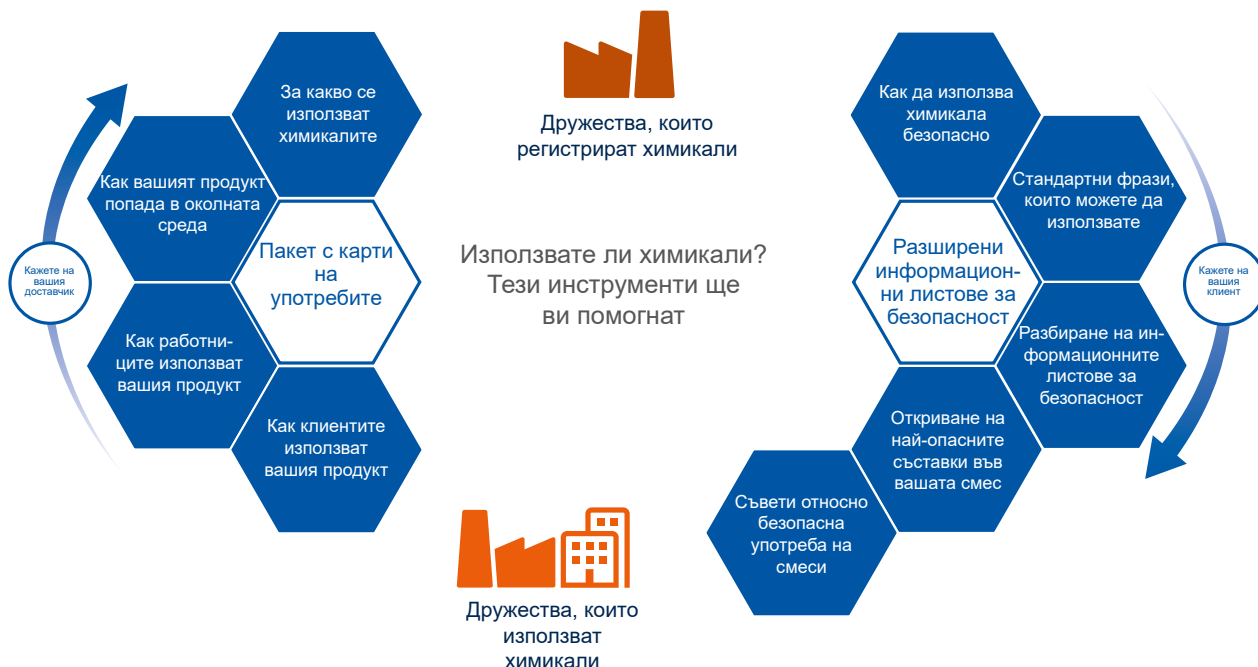 За какво се
използват
химикалите
Как вашият продукт
попада в околната
среда
Кажете на
вашия
доставчик
Пакет с карти
на
употребите
Как работни-
ците използват
вашия продукт
Как клиентите
използват
вашия продукт
Дружества, които
регистрират химикали
Използвате ли химикали?
Тези инструменти ще
ви помогнат
Дружества, които
използват
химикали
Как да използва
химикала
безопасно
Стандартни фрази,
които можете да
използвате
Разширени
информацион-
ни листове за
безопасност
Кажете на
вашия
клиент
Разбиране на ин-
формационните
листове за
безопасност
Откриване на
най-опасните
съставки във
вашата смес
Съвети относно
безопасна
употреба на
смеси